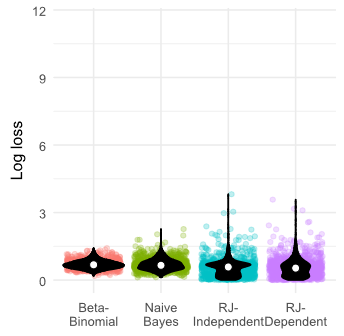 12
9
6
3
0
Log loss
Beta-
Binomial
Naive
Bayes
RJ-
Independent
RJ-
Dependent